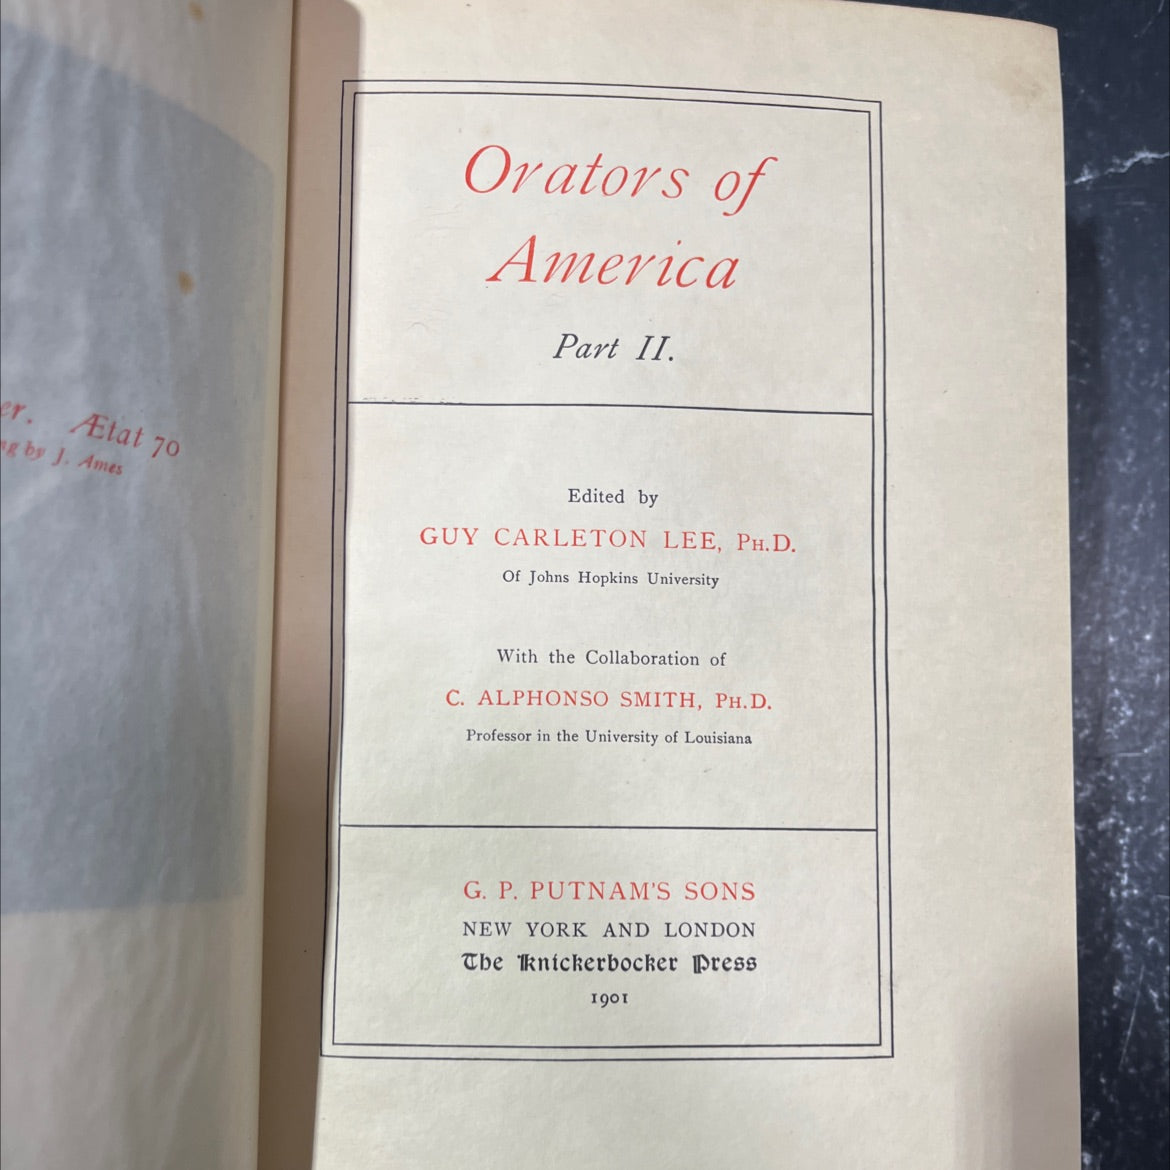 er. Ætat 70
ng by J. Ames
Orators of
America
Part II.
Edited by
GUY CARLETON LEE, PH.D.
Of Johns Hopkins University
With the Collaboration of
C. ALPHONSO SMITH, PH.D.
Professor in the University of Louisiana
G. P. PUTNAM'S SONS
NEW YORK AND LONDON
The Knickerbocker Press
1901